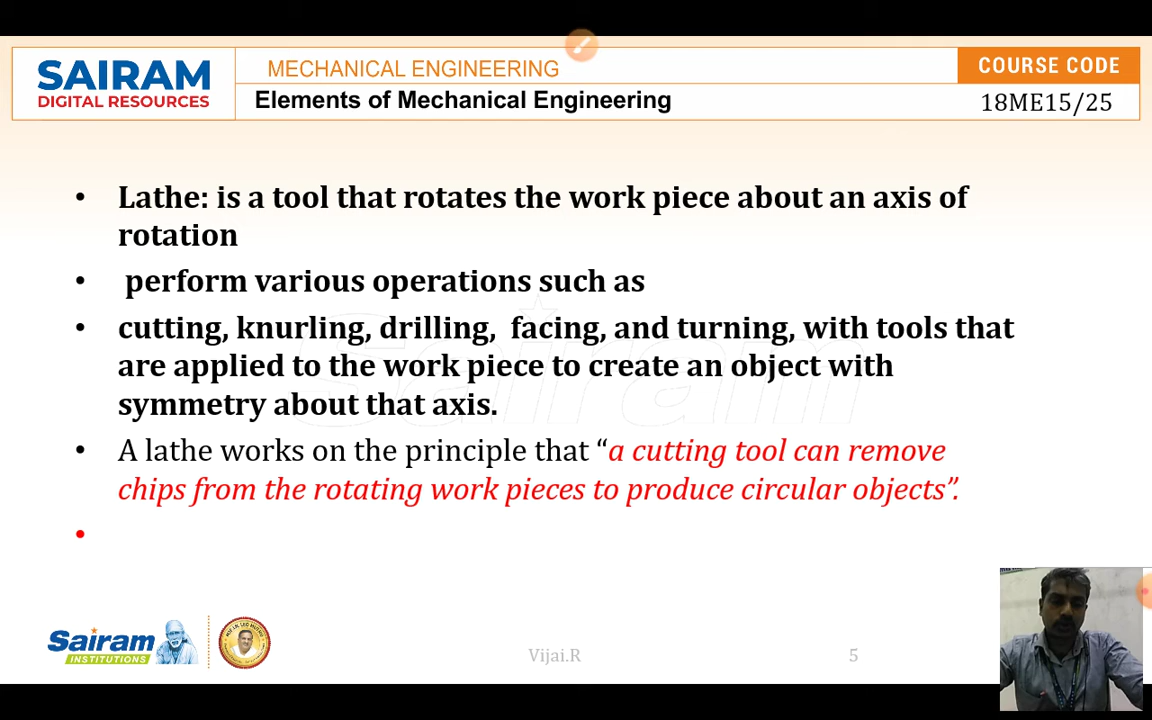 SAIRAM
DIGITAL RESOURCES
MECHANICAL ENGINEERING
Elements of Mechanical Engineering
COURSE CODE
18ME15/25
• Lathe: is a tool that rotates the work piece about an axis of
rotation
• perform various operations such as
• cutting, knurling, drilling, facing, and turning, with tools that
are applied to the work piece to create an object with
symmetry about that axis.
• A lathe works on the principle that “a cutting tool can remove
chips from the rotating work pieces to produce circular objects”.
•
Sairam
Sairam
INSTITUTIONS
Vijai.R
5